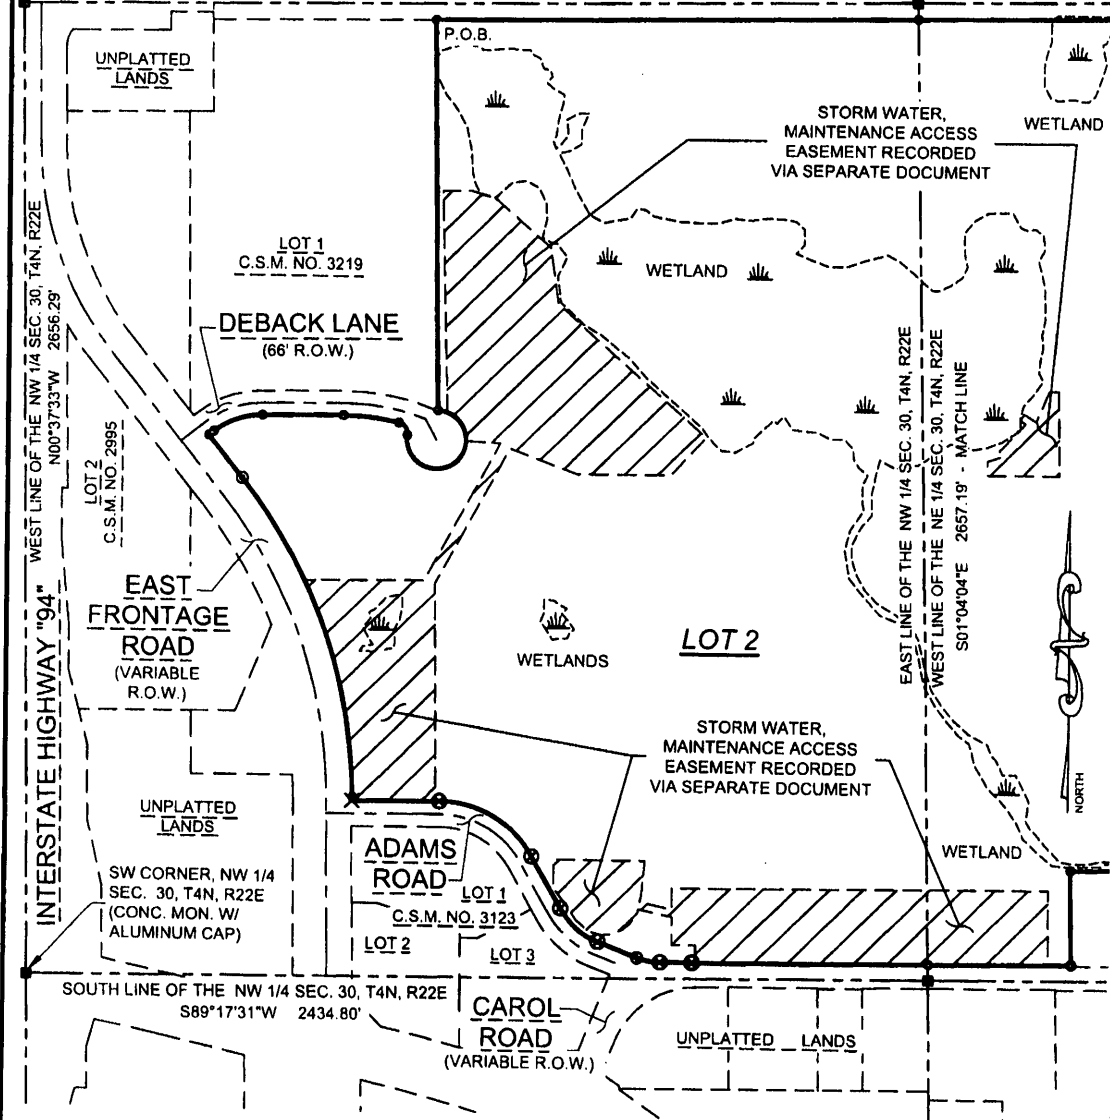 P.O.B.
UNPLATTED
LANDS
STORM WATER,
MAINTENANCE ACCESS
EASEMENT RECORDED
VIA SEPARATE DOCUMENT
WETLAND
LOT 1
C.S.M. NO. 3219
WETLAND
DEBACK LANE
(66' R.O.W.)
WEST LINE OF THE NW 1/4 SEC. 30, T4N, R22E
N00°37'33"W 2656.29'
LOT 2
C.S.M. NO. 2995
EAST LINE OF THE NW 1/4 SEC. 30, T4N, R22E
WEST LINE OF THE NE 1/4 SEC. 30, T4N, R22E
S01°04'04"E 2657.19' - MATCH LINE
EAST
FRONTAGE
ROAD
(VARIABLE
R.O.W.)
INTERSTATE HIGHWAY "94"
WETLANDS
LOT 2
NORTH
STORM WATER,
MAINTENANCE ACCESS
EASEMENT RECORDED
VIA SEPARATE DOCUMENT
UNPLATTED
LANDS
ADAMS
ROAD
WETLAND
SW CORNER, NW 1/4
SEC. 30, T4N, R22E
(CONC. MON. W/
ALUMINUM CAP)
LOT 1
C.S.M. NO. 3123
LOT 2
LOT 3
SOUTH LINE OF THE NW 1/4 SEC. 30, T4N, R22E
S89°17'31"W 2434.80'
CAROL
ROAD
(VARIABLE R.O.W.)
UNPLATTED LANDS